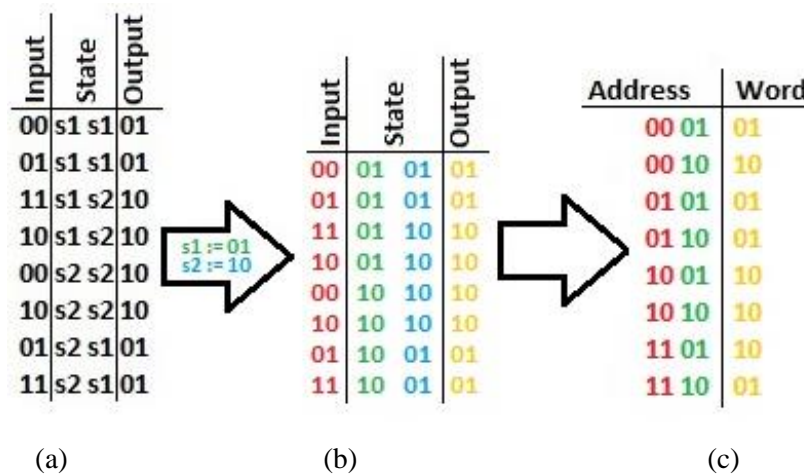 Input State Output
00 s1 s1 01
01 s1 s1 01
11 s1 s2 10
10 s1 s2 10
00 s2 s2 10
10 s2 s2 10
01 s2 s1 01
11 s2 s1 01
s1 := 01
s2 := 10
Input State Output
00 01 01 01
01 01 01 01
11 01 10 10
10 01 10 10
00 10 10 10
10 10 10 10
01 10 01 01
11 10 01 01
Address Word
00 01 01
00 10 10
01 01 01
01 10 01
10 01 10
10 10 10
11 01 10
11 10 01
(a) (b) (c)